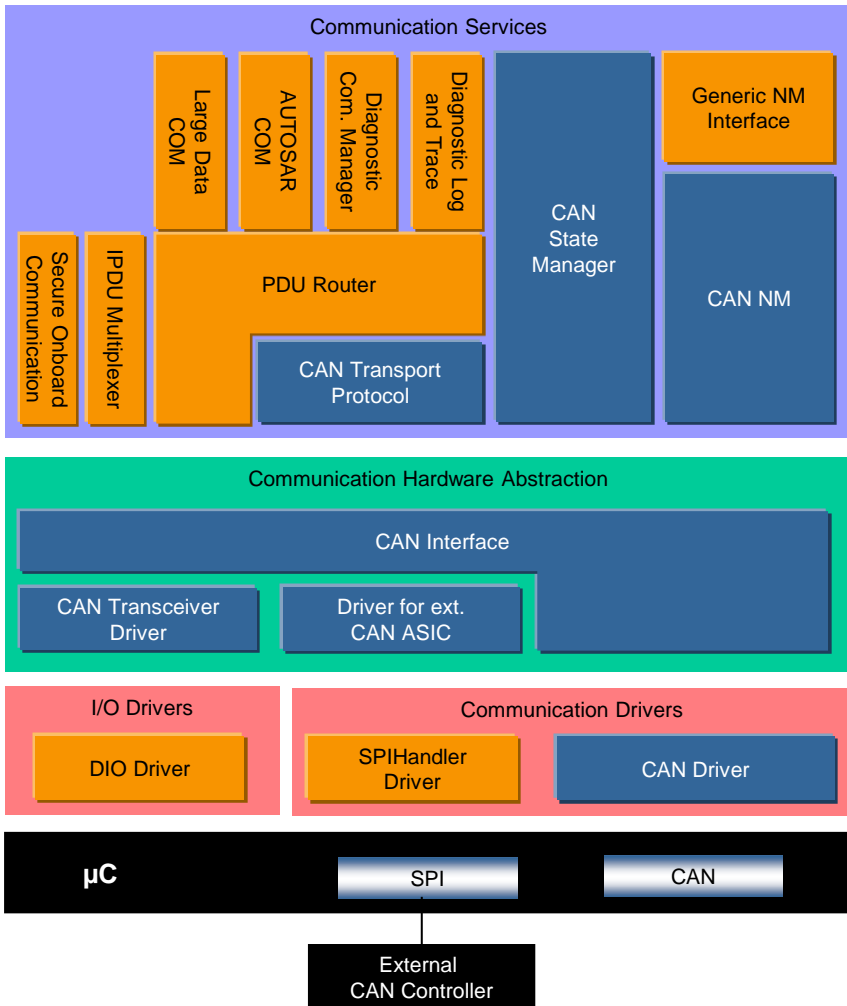 Communication Services
Large Data
COM
AUTOSAR
COM
Diagnostic
Com. Manager
Diagnostic Log
and Trace
CAN
State
Manager
Generic NM
Interface
Secure Onboard
Communication
IPDU Multiplexer
PDU Router
CAN NM
CAN Transport
Protocol
Communication Hardware Abstraction
CAN Interface
CAN Transceiver
Driver
Driver for ext.
CAN ASIC
I/O Drivers
Communication Drivers
DIO Driver
SPIHandler
Driver
CAN Driver
µC
SPI
CAN
External
CAN Controller